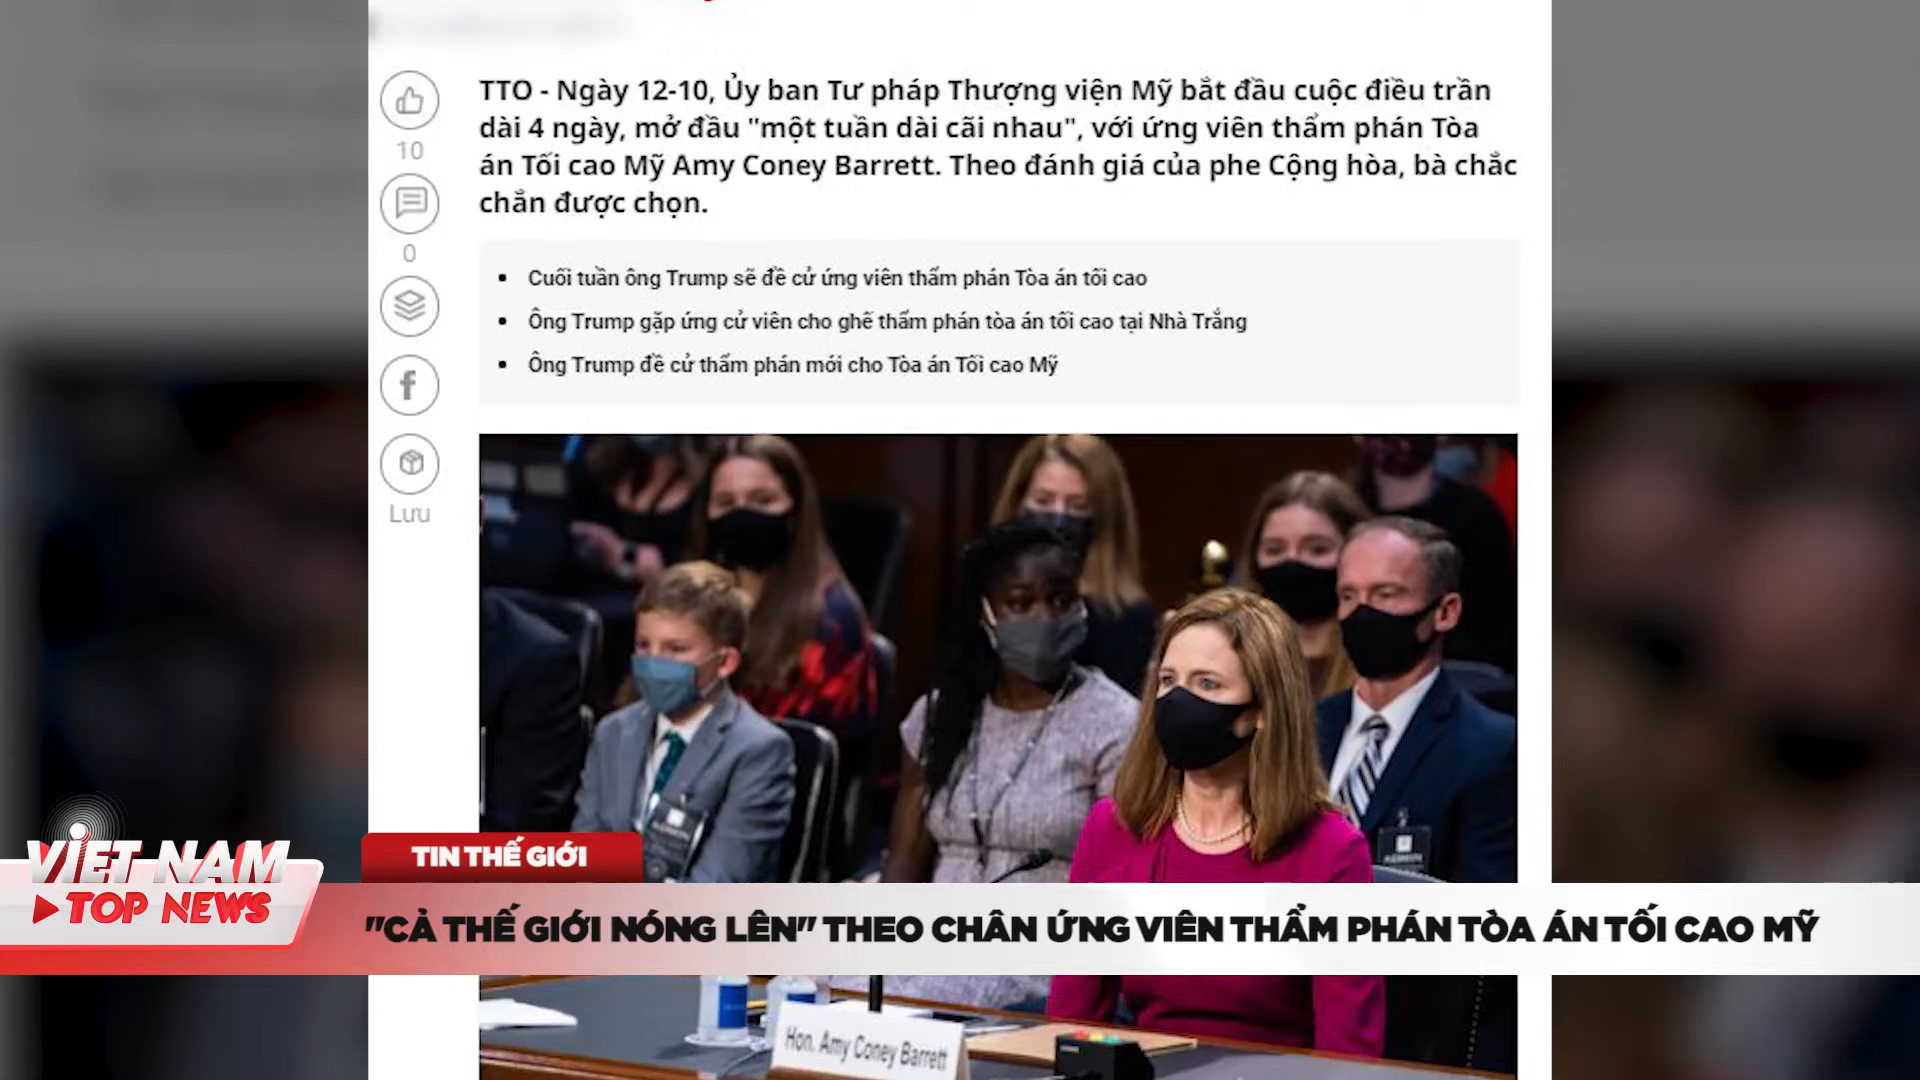 TTO - Ngày 12-10, Ủy ban Tư pháp Thượng viện Mỹ bắt đầu cuộc điều trần
dài 4 ngày, mở đầu "một tuần dài cãi nhau", với ứng viên thẩm phán Tòa
án Tối cao Mỹ Amy Coney Barrett. Theo đánh giá của phe Cộng hòa, bà chắc
chắn được chọn.
10
0
Lưu
Cuối tuần ông Trump sẽ đề cử ứng viên thẩm phán Tòa án tối cao
Ông Trump gặp ứng cử viên cho ghế thẩm phán tòa án tối cao tại Nhà Trắng
Ông Trump đề cử thẩm phán mới cho Tòa án Tối cao Mỹ
VIET NAM
TOP NEWS
TIN THẾ GIỚI
"CẢ THẾ GIỚI NÓNG LÊN" THEO CHÂN ỨNG VIÊN THẨM PHÁN TÒA ÁN TỐI CAO MỸ
Hon. Amy Coney Barrett